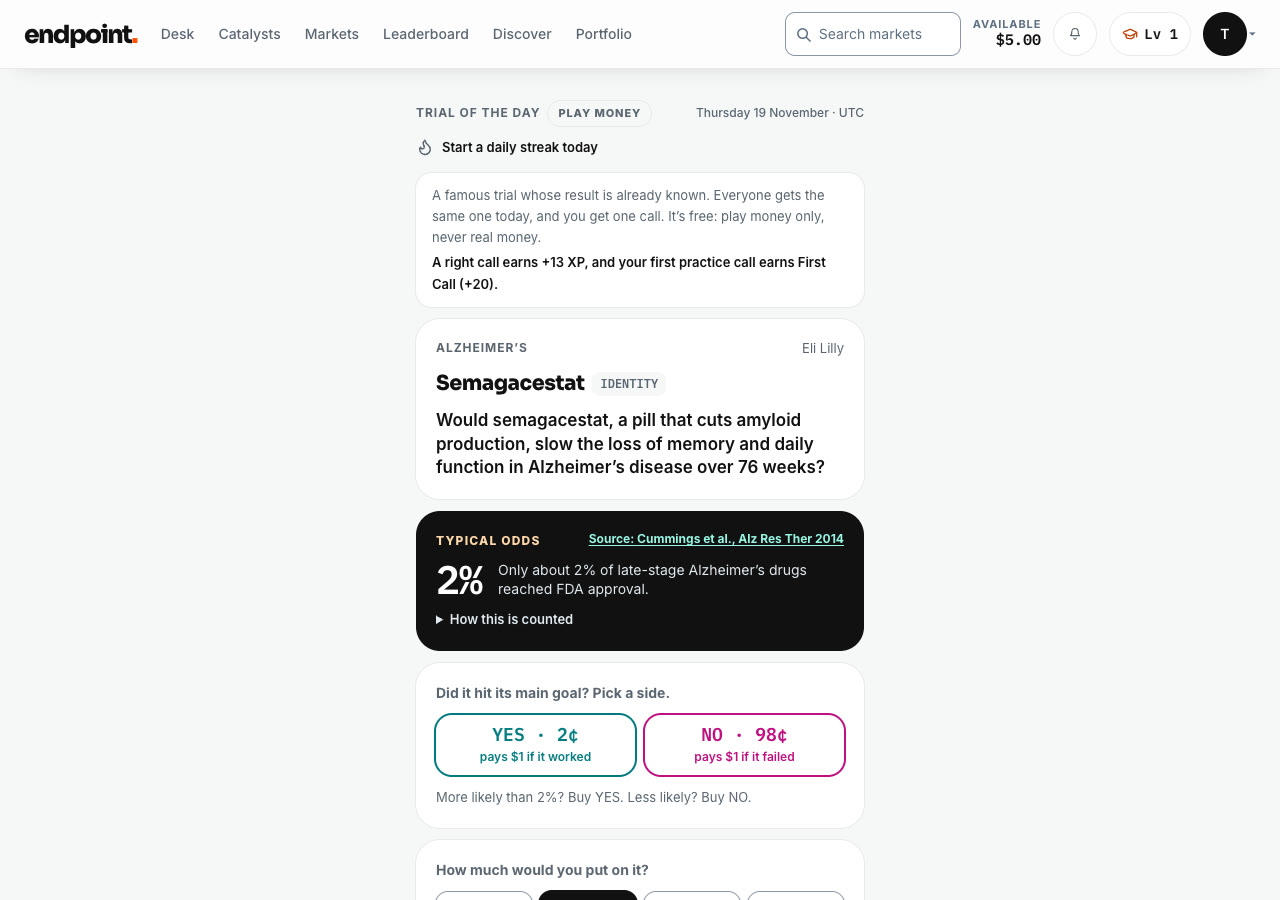 endpoint.
Desk
Catalysts
Markets
Leaderboard
Discover
Portfolio
Search markets
AVAILABLE
$5.00
Lv 1
T
TRIAL OF THE DAY
PLAY MONEY
Thursday 19 November · UTC
Start a daily streak today
A famous trial whose result is already known. Everyone gets the
same one today, and you get one call. It’s free: play money only,
never real money.
A right call earns +13 XP, and your first practice call earns First
Call (+20).
ALZHEIMER’S
Eli Lilly
Semagacestat
IDENTITY
Would semagacestat, a pill that cuts amyloid
production, slow the loss of memory and daily
function in Alzheimer’s disease over 76 weeks?
TYPICAL ODDS
Source: Cummings et al., Alz Res Ther 2014
2%
Only about 2% of late-stage Alzheimer’s drugs
reached FDA approval.
How this is counted
Did it hit its main goal? Pick a side.
YES · 2¢
pays $1 if it worked
NO · 98¢
pays $1 if it failed
More likely than 2%? Buy YES. Less likely? Buy NO.
How much would you put on it?